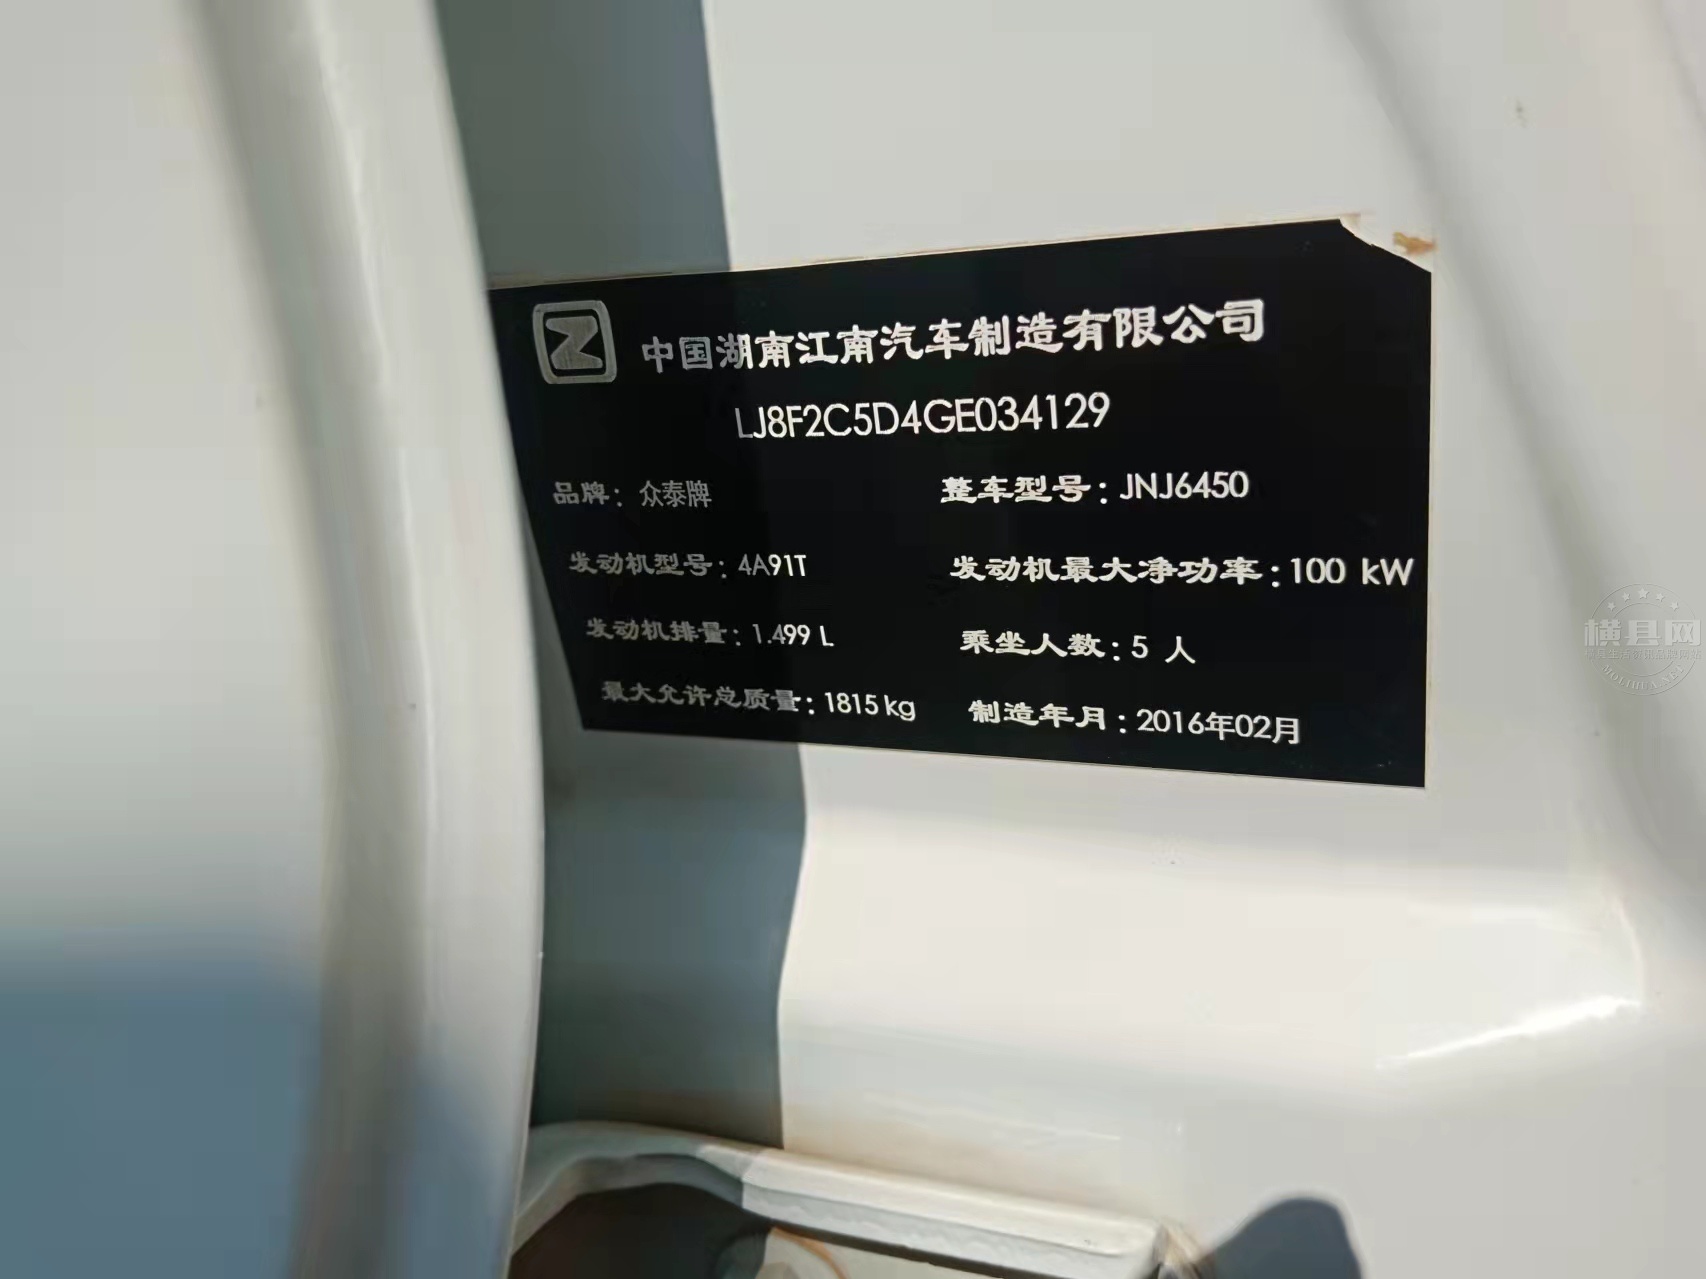 中国湖南江南汽车制造有限公司
LJ8F2C5D4GE034129
品牌：众泰牌 整车型号：JNJ6450
发动机型号：4A91T 发动机最大净功率：100 kW
发动机排量：1.499 L 乘坐人数：5 人
最大允许总质量：1815 kg 制造年月：2016年02月
横县网